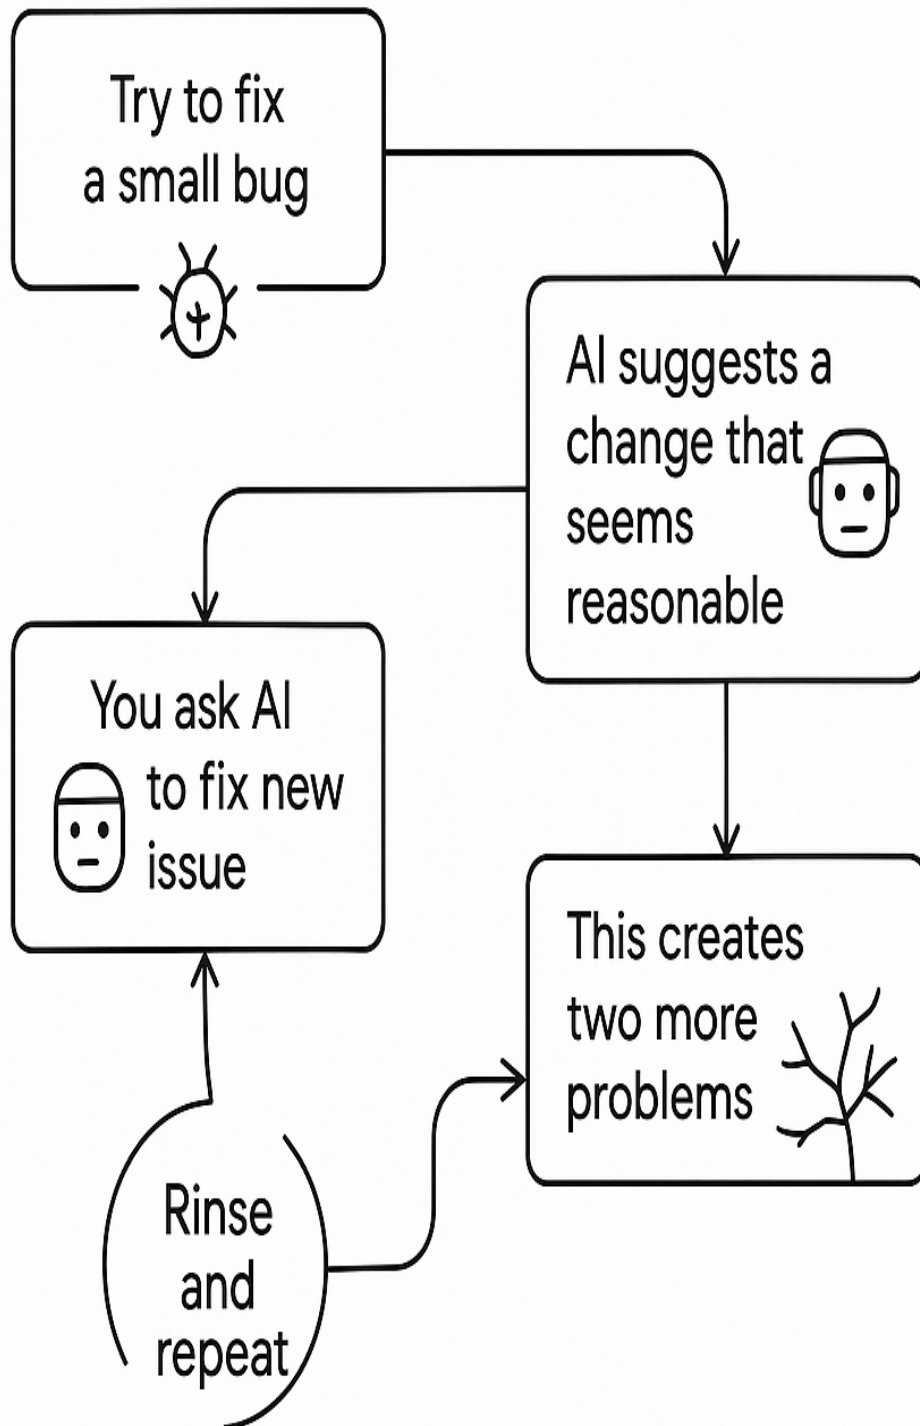 Try to fix
a small bug
AI suggests a
change that
seems
reasonable
You ask AI
to fix new
issue
This creates
two more
problems
Rinse
and
repeat